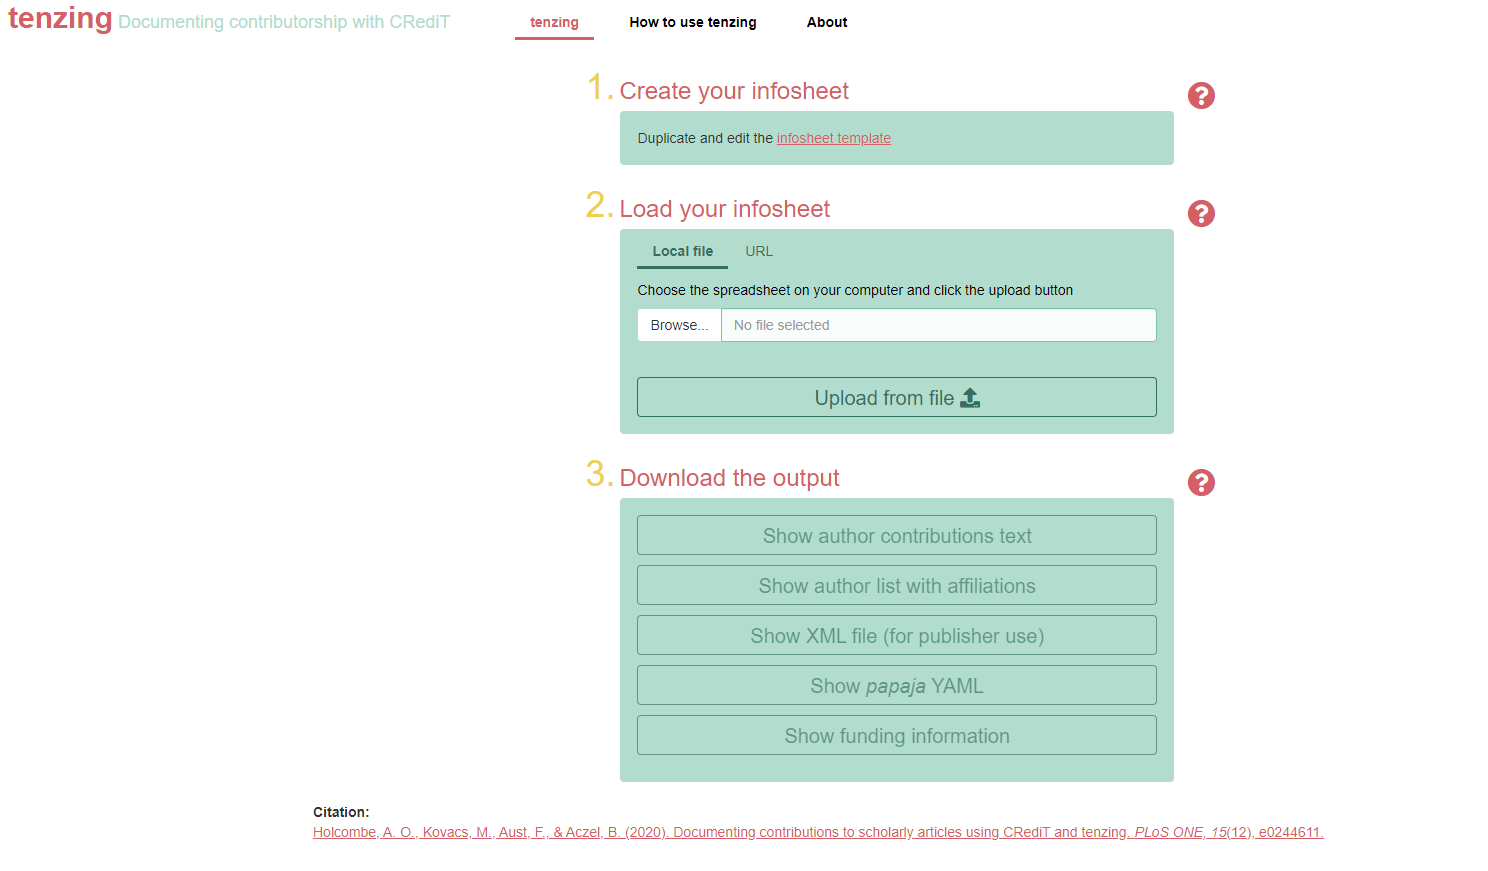 tenzing Documenting contributorship with CRediT tenzing How to use tenzing About
1. Create your infosheet ?
Duplicate and edit the infosheet template
2. Load your infosheet ?
Local file URL
Choose the spreadsheet on your computer and click the upload button
Browse... No file selected
Upload from file
3. Download the output ?
Show author contributions text
Show author list with affiliations
Show XML file (for publisher use)
Show papaja YAML
Show funding information
Citation:
Holcombe, A. O., Kovacs, M., Aust, F., & Aczel, B. (2020). Documenting contributions to scholarly articles using CRediT and tenzing. PLoS ONE, 15(12), e0244611.